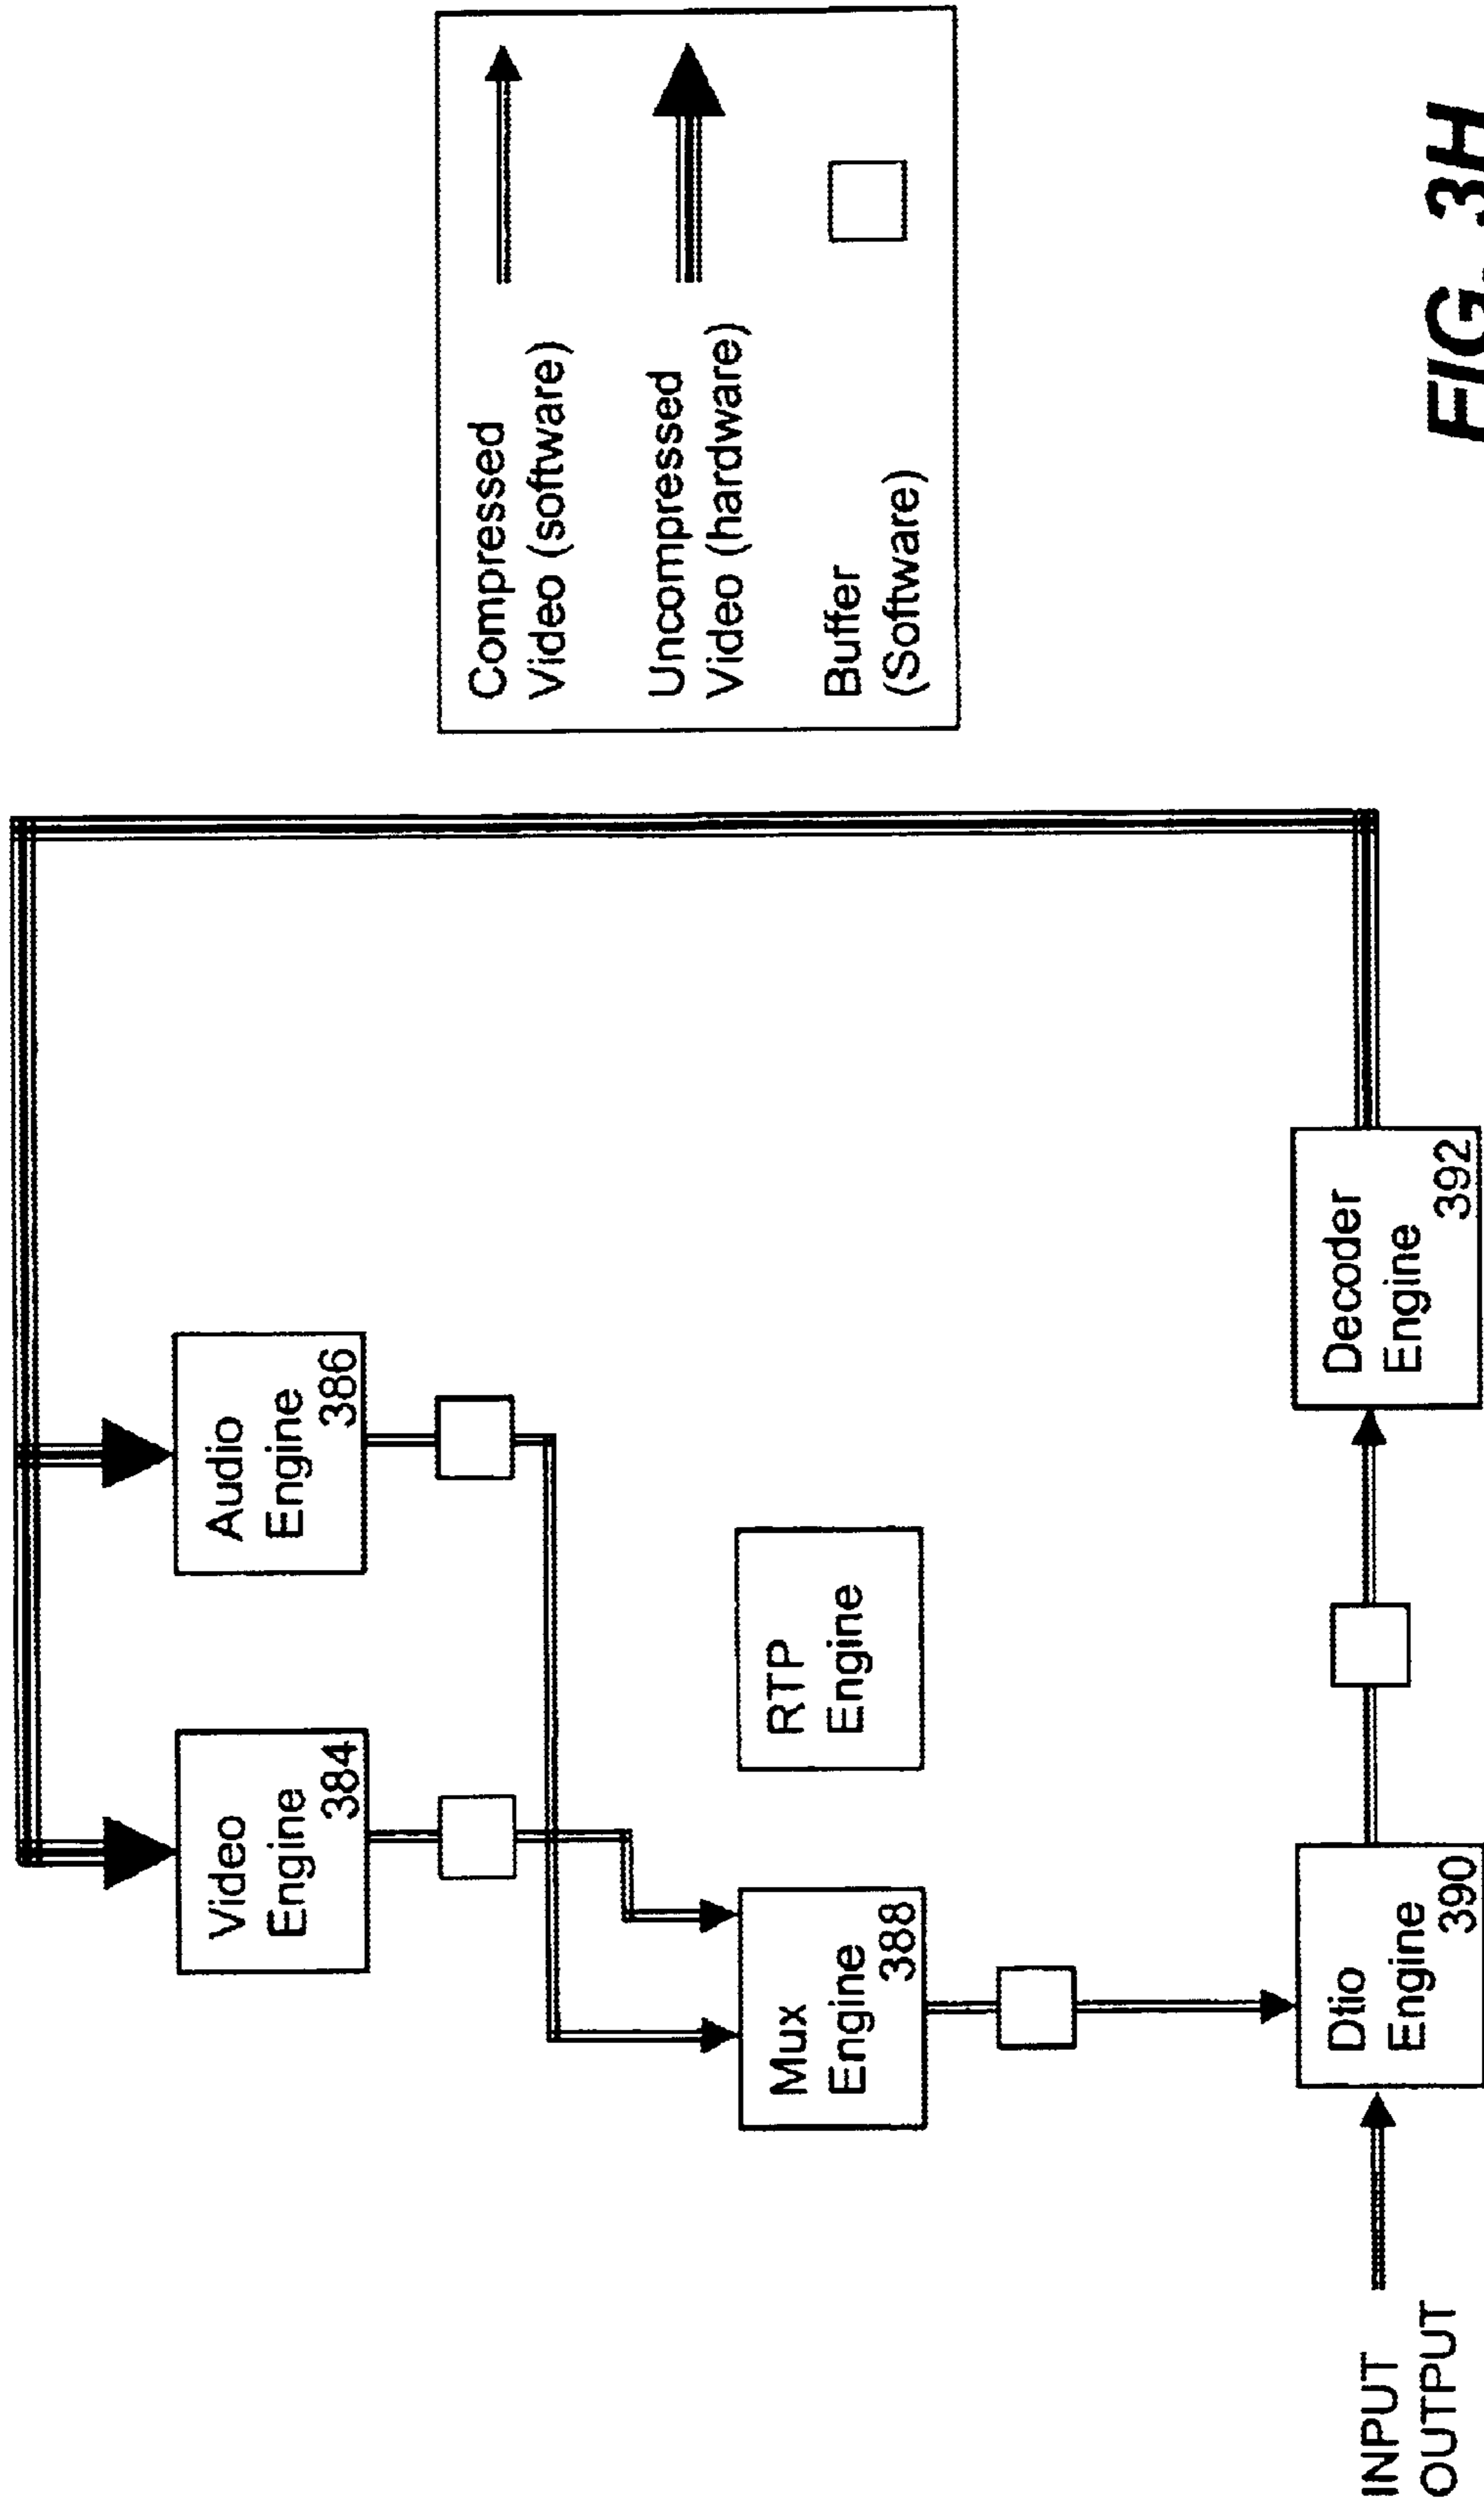 Video
Engine
384
Audio
Engine
386
Compressed
Video (software)
Uncompressed
Video (hardware)
Buffer
(Software)
Mux
Engine
388
RTP
Engine
INPUT
OUTPUT
Dtio
Engine
390
Decoder
Engine
392
FIG. 3H